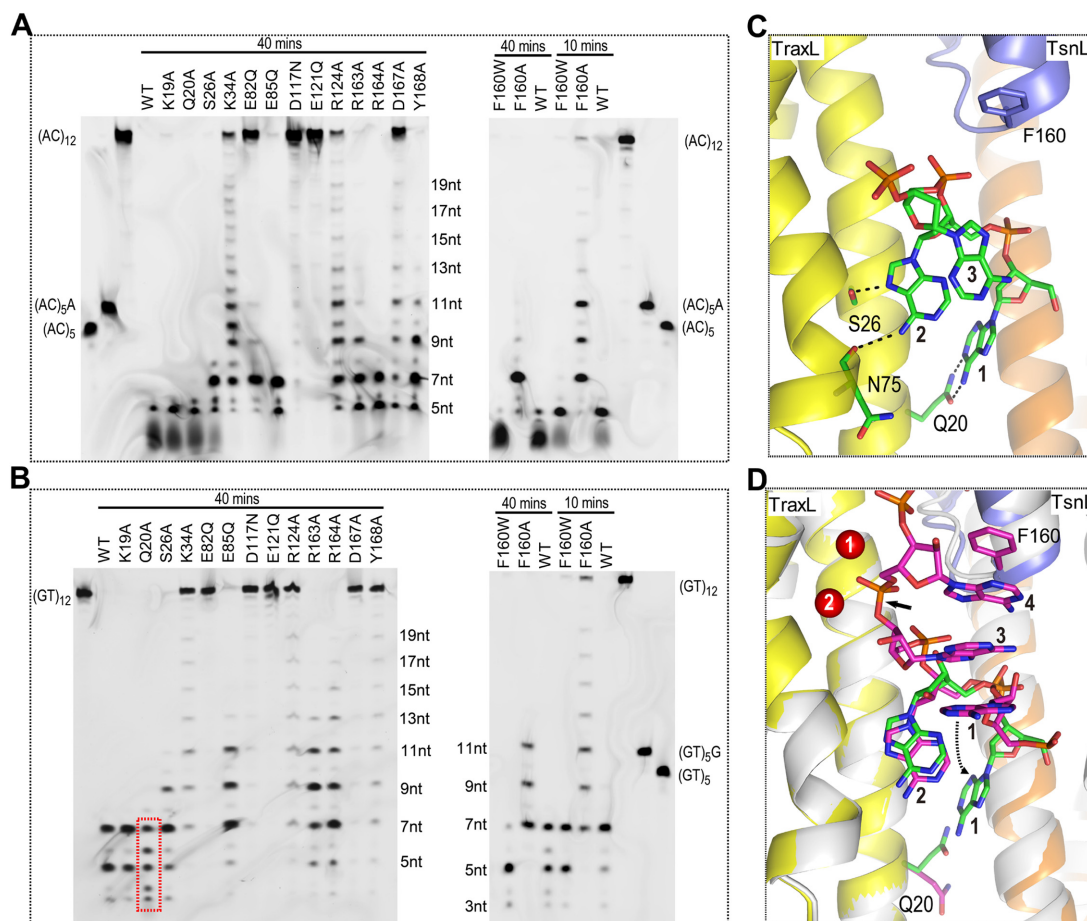 A
40 mins
WT K19A Q20A S26A K34A E82Q E85Q D117N E121Q R124A R163A R164A D167A Y168A
(AC)12
(AC)5A
(AC)5
19nt
17nt
15nt
13nt
11nt
9nt
7nt
5nt
40 mins 10 mins
F160W F160A WT F160W F160A WT
(AC)12
(AC)5A
(AC)5
B
40 mins
WT K19A Q20A S26A K34A E82Q E85Q D117N E121Q R124A R163A R164A D167A Y168A
(GT)12
19nt
17nt
15nt
13nt
11nt
9nt
7nt
5nt
40 mins 10 mins
F160W F160A WT F160W F160A WT
11nt
9nt
7nt
5nt
3nt
(GT)12
(GT)5G
(GT)5
C
TraxL TsnL
F160
3
S26
2
N75
1
Q20
D
TraxL TsnL
F160
1
2
4
3
1
2
1
Q20